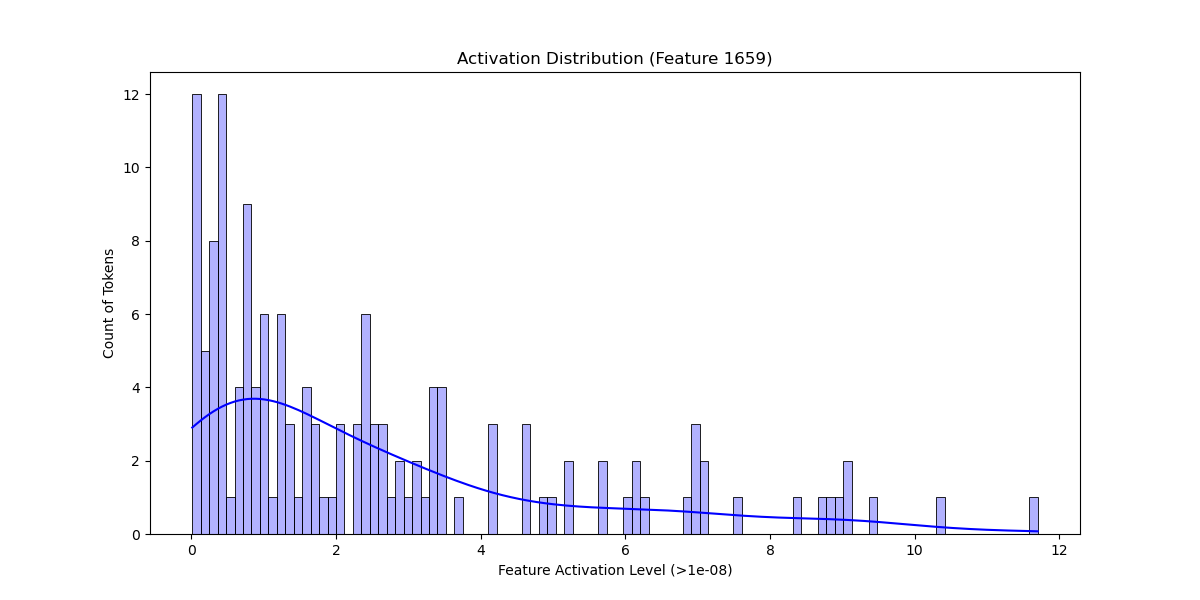 Activation Distribution (Feature 1659)
12
10
8
6
4
2
0
Count of Tokens
0 2 4 6 8 10 12
Feature Activation Level (>1e-08)